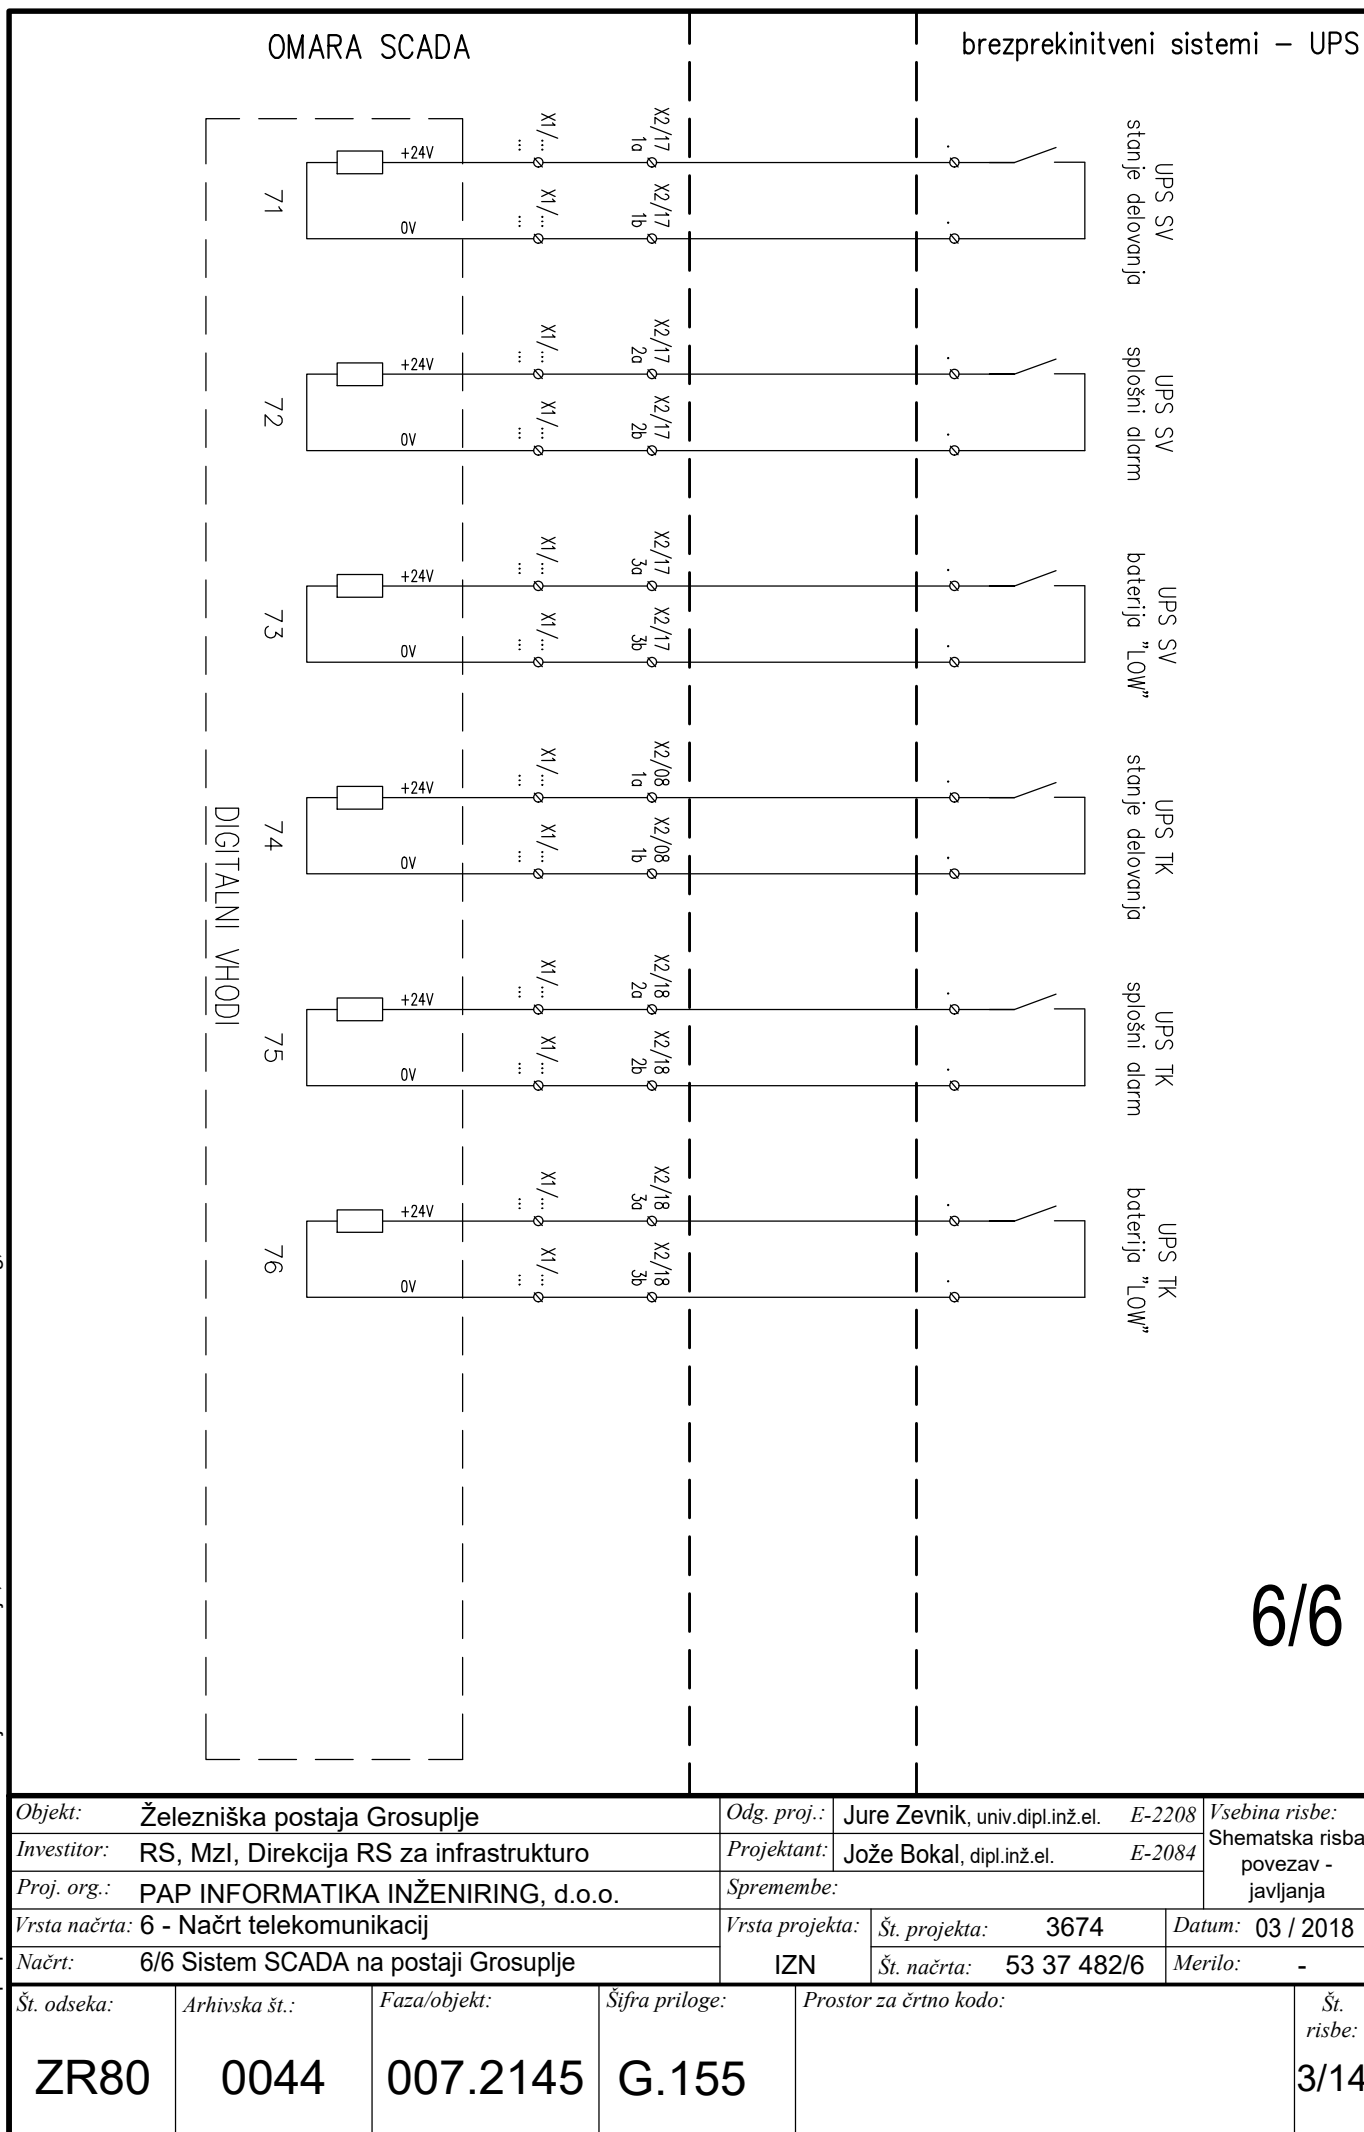 OMARA SCADA
brezprekinitveni sistemi – UPS
71
+24V
0V
X1/...
...
X2/17
1a
X1/...
...
X2/17
1b
UPS SV
stanje delovanja
72
+24V
0V
X1/...
...
X2/17
2a
X1/...
...
X2/17
2b
UPS SV
splošni alarm
73
+24V
0V
X1/...
...
X2/17
3a
X1/...
...
X2/17
3b
UPS SV
baterija "LOW"
74
+24V
0V
X1/...
...
X2/08
1a
X1/...
...
X2/08
1b
UPS TK
stanje delovanja
DIGITALNI VHODI
75
+24V
0V
X1/...
...
X2/18
2a
X1/...
...
X2/18
2b
UPS TK
splošni alarm
76
+24V
0V
X1/...
...
X2/18
3a
X1/...
...
X2/18
3b
UPS TK
baterija "LOW"
6/6
Objekt: Železniška postaja Grosuplje
Investitor: RS, MzI, Direkcija RS za infrastrukturo
Proj. org.: PAP INFORMATIKA INŽENIRING, d.o.o.
Vrsta načrta: 6 - Načrt telekomunikacij
Načrt: 6/6 Sistem SCADA na postaji Grosuplje
Odg. proj.: Jure Zevnik, univ.dipl.inž.el. E-2208
Projektant: Jože Bokal, dipl.inž.el. E-2084
Spremembe:
Vsebina risbe:
Shematska risba
povezav -
javljanja
Vrsta projekta:
IZN
Št. projekta: 3674
Št. načrta: 53 37 482/6
Datum: 03 / 2018
Merilo: -
Št. odseka:
ZR80
Arhivska št.:
0044
Faza/objekt:
007.2145
Šifra priloge:
G.155
Prostor za črtno kodo:
Št.
risbe:
3/14